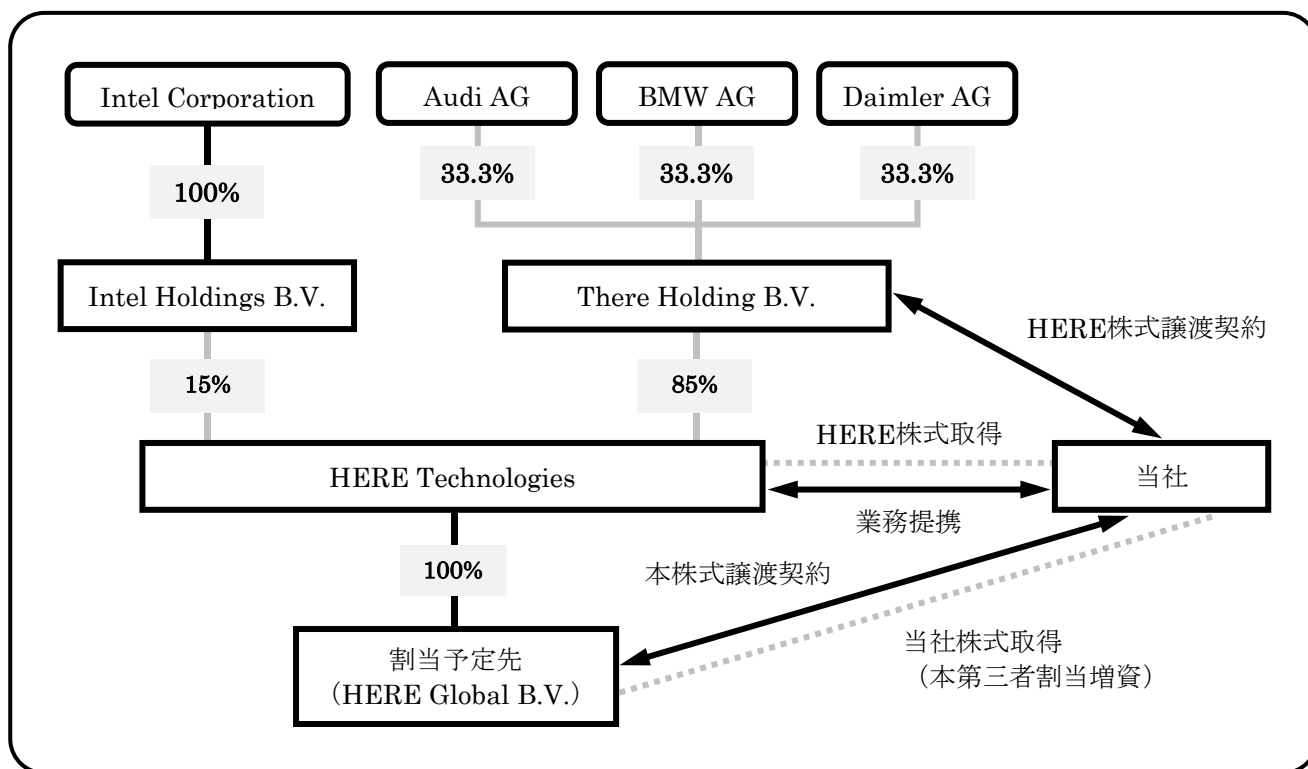 Intel Corporation
Audi AG
BMW AG
Daimler AG
100%
33.3%
33.3%
33.3%
Intel Holdings B.V.
There Holding B.V.
HERE株式譲渡契約
15%
85%
HERE株式取得
HERE Technologies
当社
業務提携
100%
本株式譲渡契約
割当予定先
（HERE Global B.V.）
当社株式取得
（本第三者割当増資）